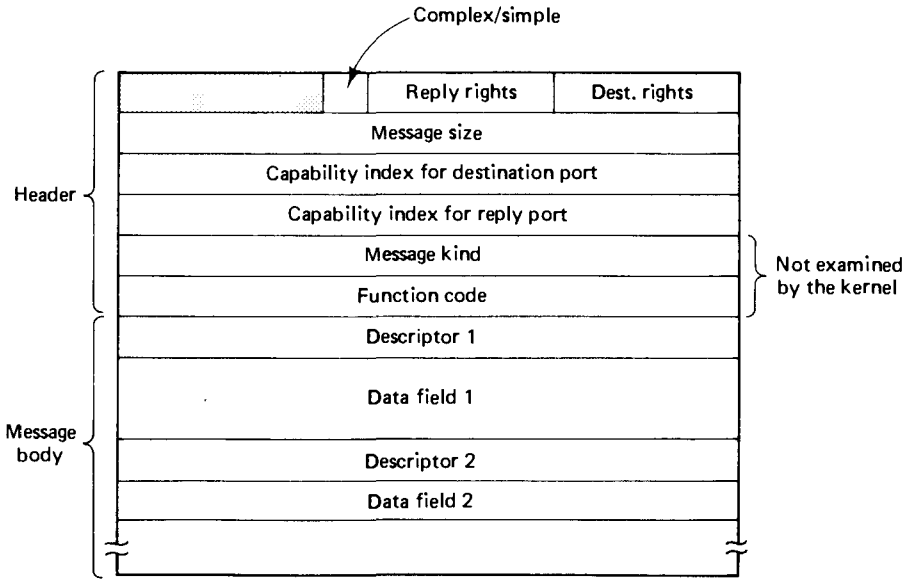 Complex/simple
Reply rights
Dest. rights
Message size
Capability index for destination port
Header
Capability index for reply port
Message kind
Not examined
by the kernel
Function code
Descriptor 1
Data field 1
Message
body
Descriptor 2
Data field 2